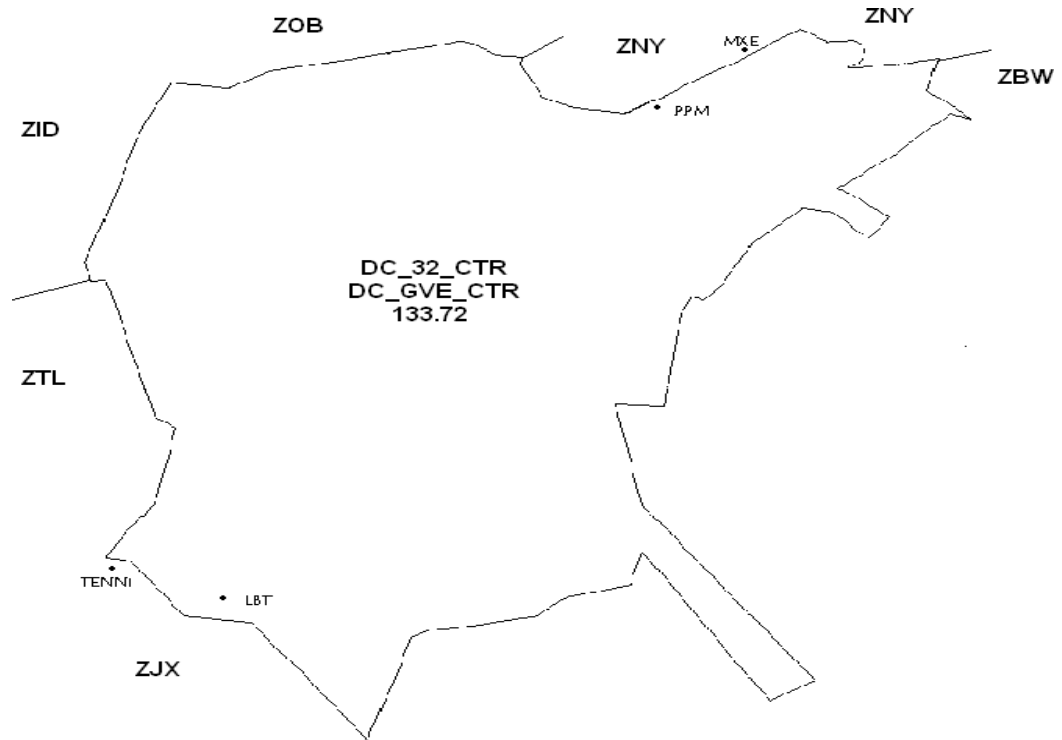 ZOB
ZNY
ZNY
MXE
ZBW
PPM
ZID
DC_32_CTR
DC_GVE_CTR
133.72
ZTL
TENNI
LBT
ZJX